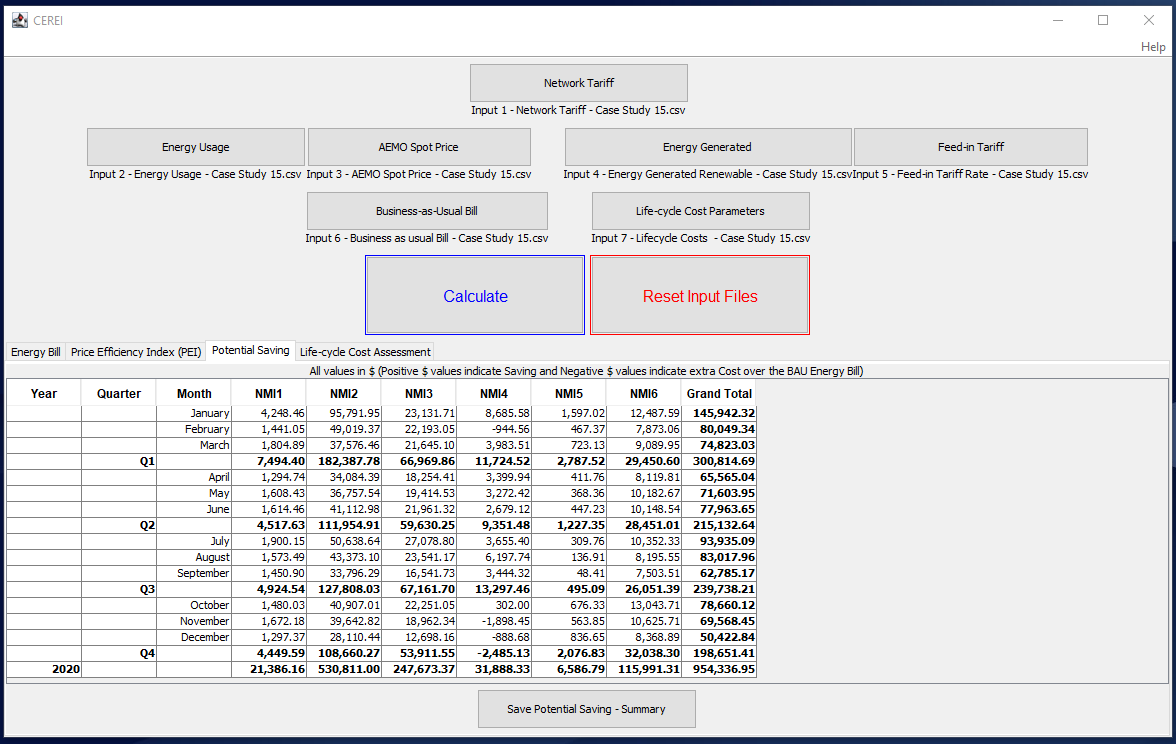 CEREI
Help
Network Tariff
Input 1 - Network Tariff - Case Study 15.csv
Energy Usage AEMO Spot Price Energy Generated Feed-in Tariff
Input 2 - Energy Usage - Case Study 15.csv Input 3 - AEMO Spot Price - Case Study 15.csv Input 4 - Energy Generated Renewable - Case Study 15.csv Input 5 - Feed-in Tariff Rate - Case Study 15.csv
Business-as-Usual Bill Life-cycle Cost Parameters
Input 6 - Business as usual Bill - Case Study 15.csv Input 7 - Lifecycle Costs - Case Study 15.csv
Calculate Reset Input Files
Energy Bill Price Efficiency Index (PEI) Potential Saving Life-cycle Cost Assessment
All values in $ (Positive $ values indicate Saving and Negative $ values indicate extra Cost over the BAU Energy Bill)
Year Quarter Month NMI1 NMI2 NMI3 NMI4 NMI5 NMI6 Grand Total
January 4,248.46 95,791.95 23,131.71 8,685.58 1,597.02 12,487.59 145,942.32
February 1,441.05 49,019.37 22,193.05 -944.56 467.37 7,873.06 80,049.34
March 1,804.89 37,576.46 21,645.10 3,983.51 723.13 9,089.95 74,823.03
Q1 7,494.40 182,387.78 66,969.86 11,724.52 2,787.52 29,450.60 300,814.69
April 1,294.74 34,084.39 18,254.41 3,399.94 411.76 8,119.81 65,565.04
May 1,608.43 36,757.54 19,414.53 3,272.42 368.36 10,182.67 71,603.95
June 1,614.46 41,112.98 21,961.32 2,679.12 447.23 10,148.54 77,963.65
Q2 4,517.63 111,954.91 59,630.25 9,351.48 1,227.35 28,451.01 215,132.64
July 1,900.15 50,638.64 27,078.80 3,655.40 309.76 10,352.33 93,935.09
August 1,573.49 43,373.10 23,541.17 6,197.74 136.91 8,195.55 83,017.96
September 1,450.90 33,796.29 16,541.73 3,444.32 48.41 7,503.51 62,785.17
Q3 4,924.54 127,808.03 67,161.70 13,297.46 495.09 26,051.39 239,738.21
October 1,480.03 40,907.01 22,251.05 302.00 676.33 13,043.71 78,660.12
November 1,672.18 39,642.82 18,962.34 -1,898.45 563.85 10,625.71 69,568.45
December 1,297.37 28,110.44 12,698.16 -888.68 836.65 8,368.89 50,422.84
Q4 4,449.59 108,660.27 53,911.55 -2,485.13 2,076.83 32,038.30 198,651.41
2020 21,386.16 530,811.00 247,673.37 31,888.33 6,586.79 115,991.31 954,336.95
Save Potential Saving - Summary